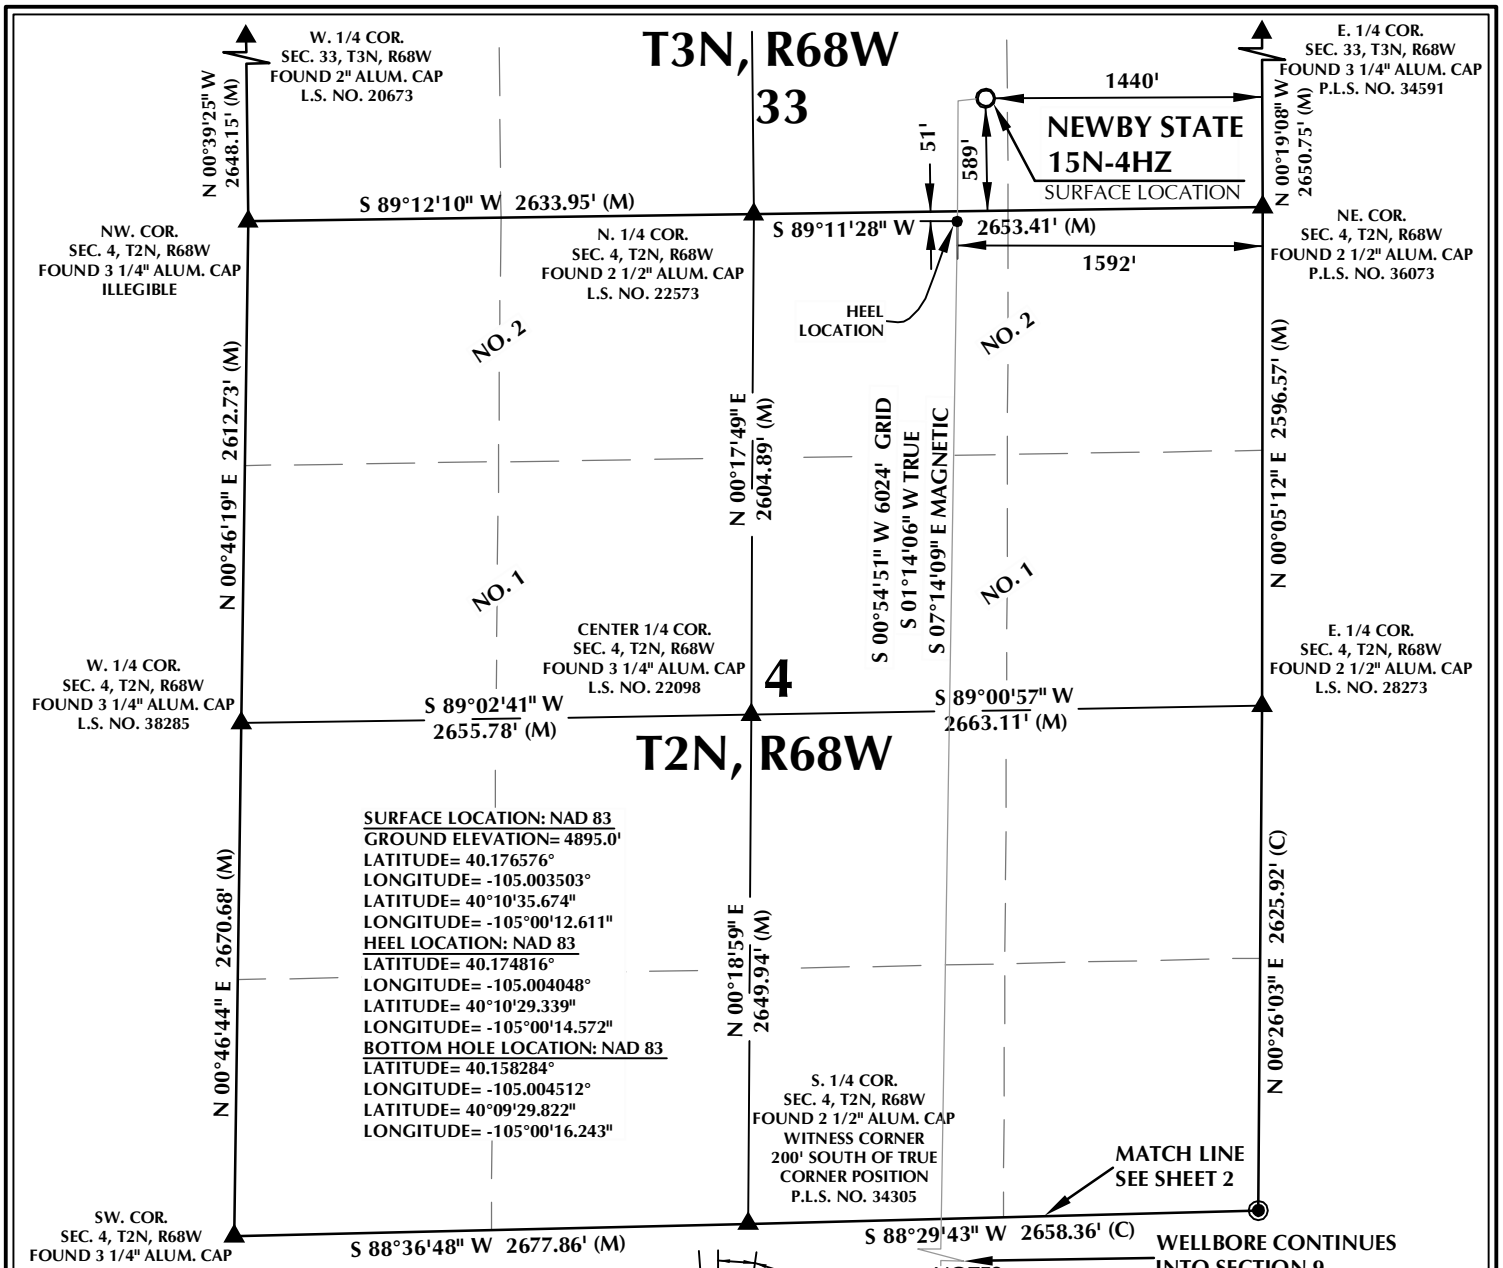 W. 1/4 COR.
SEC. 33, T3N, R68W
FOUND 2" ALUM. CAP
L.S. NO. 20673
T3N, R68W
33
E. 1/4 COR.
SEC. 33, T3N, R68W
FOUND 3 1/4" ALUM. CAP
P.L.S. NO. 34591
N 00°39'25" W
2648.15' (M)
1440'
51'
589'
NEWBY STATE
15N-4HZ
SURFACE LOCATION
N 00°19'08" W
2650.75' (M)
S 89°12'10" W 2633.95' (M)
S 89°11'28" W
2653.41' (M)
1592'
NW. COR.
SEC. 4, T2N, R68W
FOUND 3 1/4" ALUM. CAP
ILLEGIBLE
N. 1/4 COR.
SEC. 4, T2N, R68W
FOUND 2 1/2" ALUM. CAP
L.S. NO. 22573
NE. COR.
SEC. 4, T2N, R68W
FOUND 2 1/2" ALUM. CAP
P.L.S. NO. 36073
HEEL
LOCATION
NO. 2
NO. 2
N 00°46'19" E 2612.73' (M)
N 00°17'49" E
2604.89' (M)
S 00°54'51" W 6024' GRID
S 01°14'06" W TRUE
S 07°14'09" E MAGNETIC
N 00°05'12" E 2596.57' (M)
NO. 1
NO. 1
W. 1/4 COR.
SEC. 4, T2N, R68W
FOUND 3 1/4" ALUM. CAP
L.S. NO. 38285
CENTER 1/4 COR.
SEC. 4, T2N, R68W
FOUND 3 1/4" ALUM. CAP
L.S. NO. 22098
4
E. 1/4 COR.
SEC. 4, T2N, R68W
FOUND 2 1/2" ALUM. CAP
L.S. NO. 28273
S 89°02'41" W
2655.78' (M)
S 89°00'57" W
2663.11' (M)
T2N, R68W
SURFACE LOCATION: NAD 83
GROUND ELEVATION= 4895.0'
LATITUDE= 40.176576°
LONGITUDE= -105.003503°
LATITUDE= 40°10'35.674"
LONGITUDE= -105°00'12.611"
HEEL LOCATION: NAD 83
LATITUDE= 40.174816°
LONGITUDE= -105.004048°
LATITUDE= 40°10'29.339"
LONGITUDE= -105°00'14.572"
BOTTOM HOLE LOCATION: NAD 83
LATITUDE= 40.158284°
LONGITUDE= -105.004512°
LATITUDE= 40°09'29.822"
LONGITUDE= -105°00'16.243"
N 00°46'44" E 2670.68' (M)
N 00°18'59" E
2649.94' (M)
N 00°26'03" E 2625.92' (C)
S. 1/4 COR.
SEC. 4, T2N, R68W
FOUND 2 1/2" ALUM. CAP
WITNESS CORNER
200' SOUTH OF TRUE
CORNER POSITION
P.L.S. NO. 34305
MATCH LINE
SEE SHEET 2
SW. COR.
SEC. 4, T2N, R68W
FOUND 3 1/4" ALUM. CAP
S 88°36'48" W 2677.86' (M)
S 88°29'43" W 2658.36' (C)
WELLBORE CONTINUES
INTO SECTION 9